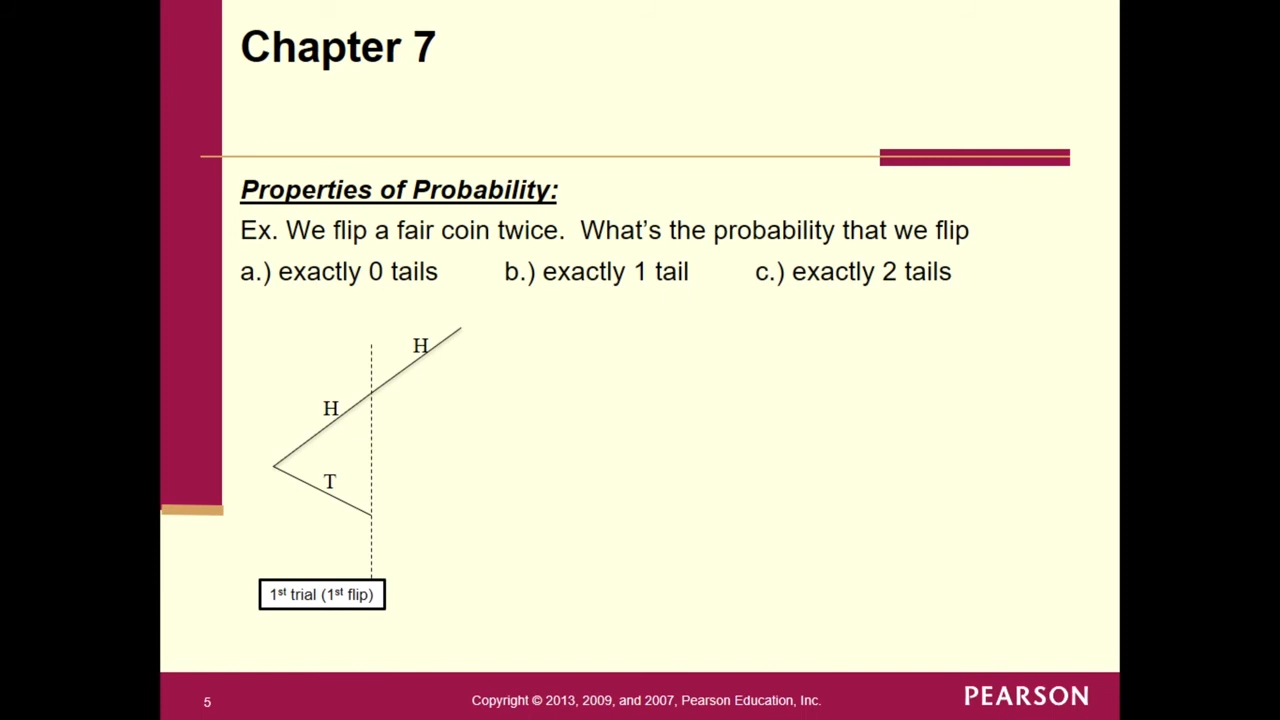 Chapter 7
Properties of Probability:
Ex. We flip a fair coin twice.  What’s the probability that we flip
a.) exactly 0 tails b.) exactly 1 tail c.) exactly 2 tails
H
H
T
1st trial (1st flip)
5 Copyright © 2013, 2009, and 2007, Pearson Education, Inc. PEARSON